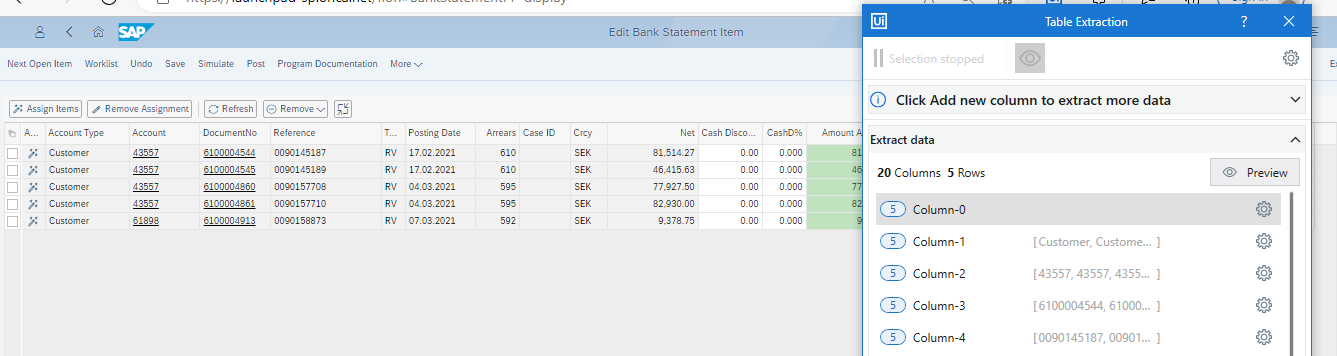 SAP
Edit Bank Statement Item
Next Open Item Worklist Undo Save Simulate Post Program Documentation More
Assign Items Remove Assignment Refresh Remove
A... Account Type Account DocumentNo Reference T... Posting Date Arrears Case ID Crcy Net Cash Disco... CashD% Amount A
Customer 43557 6100004544 0090145187 RV 17.02.2021 610 SEK 81,514.27 0.00 0.000 81
Customer 43557 6100004545 0090145189 RV 17.02.2021 610 SEK 46,415.63 0.00 0.000 46
Customer 43557 6100004860 0090157708 RV 04.03.2021 595 SEK 77,927.50 0.00 0.000 77
Customer 43557 6100004861 0090157710 RV 04.03.2021 595 SEK 82,930.00 0.00 0.000 82
Customer 61898 6100004913 0090158873 RV 07.03.2021 592 SEK 9,378.75 0.00 0.000 9
Ui Table Extraction ?
Selection stopped
Click Add new column to extract more data
Extract data
20 Columns 5 Rows Preview
5 Column-0
5 Column-1 [ Customer, Custome... ]
5 Column-2 [ 43557, 43557, 4355... ]
5 Column-3 [ 6100004544, 61000... ]
5 Column-4 [ 0090145187, 00901... ]